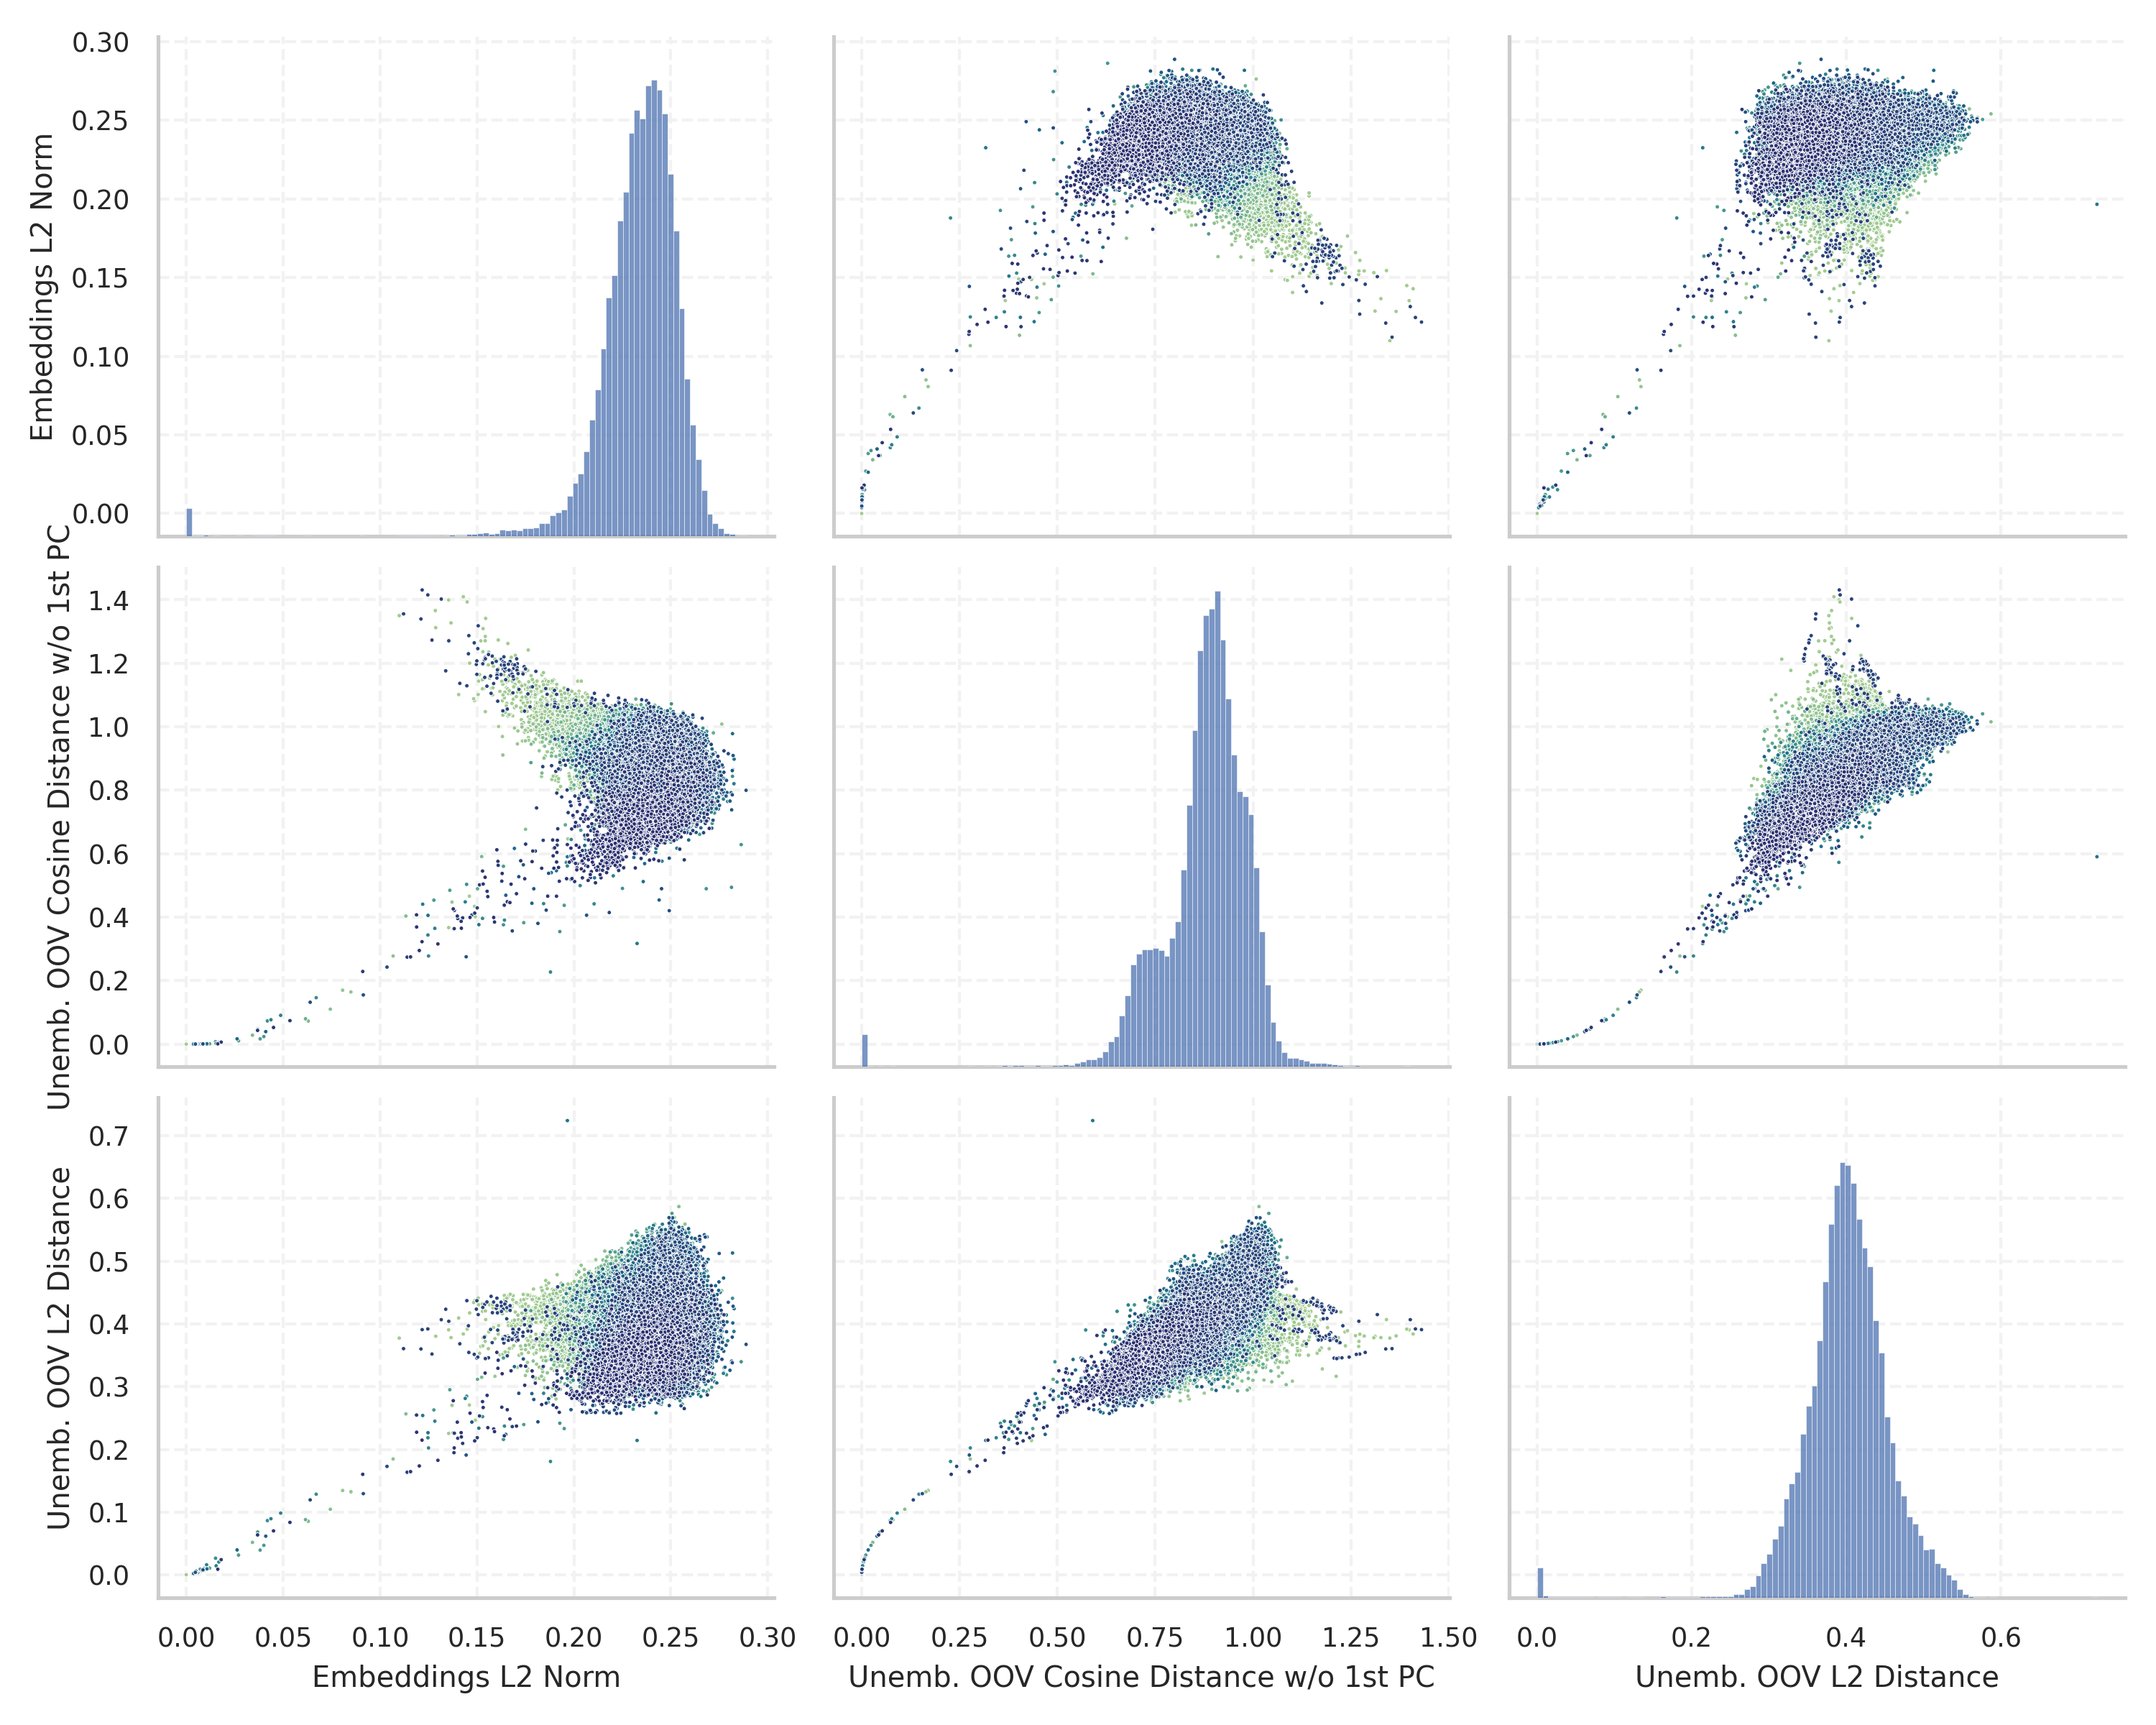 0.30
0.25
0.20
0.15
0.10
0.05
0.00
Embeddings L2 Norm
1.4
1.2
1.0
0.8
0.6
0.4
0.2
0.0
Unemb. OOV Cosine Distance w/o 1st PC
0.7
0.6
0.5
0.4
0.3
0.2
0.1
0.0
Unemb. OOV L2 Distance
0.00 0.05 0.10 0.15 0.20 0.25 0.30
Embeddings L2 Norm
0.00 0.25 0.50 0.75 1.00 1.25 1.50
Unemb. OOV Cosine Distance w/o 1st PC
0.0 0.2 0.4 0.6
Unemb. OOV L2 Distance